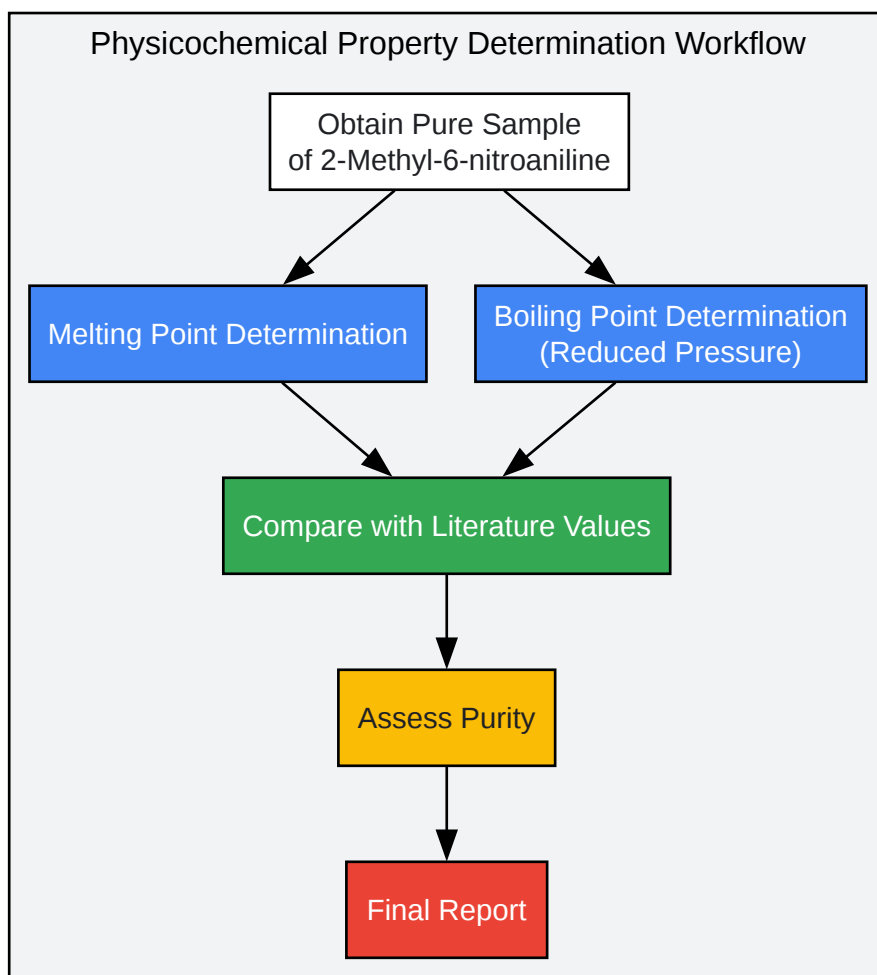 Physicochemical Property Determination Workflow
Obtain Pure Sample
of 2-Methyl-6-nitroaniline
Melting Point Determination
Boiling Point Determination
(Reduced Pressure)
Compare with Literature Values
Assess Purity
Final Report